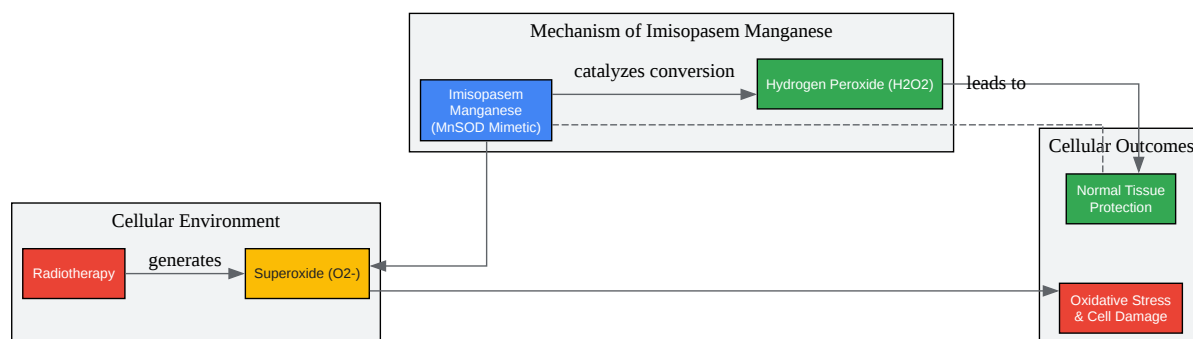 Mechanism of Imisopasem Manganese
Imisopasem
Manganese
(MnSOD Mimetic)
catalyzes conversion
Hydrogen Peroxide (H2O2)
leads to
Cellular Outcomes
Normal Tissue
Protection
Cellular Environment
Radiotherapy
generates
Superoxide (O2-)
Oxidative Stress
& Cell Damage